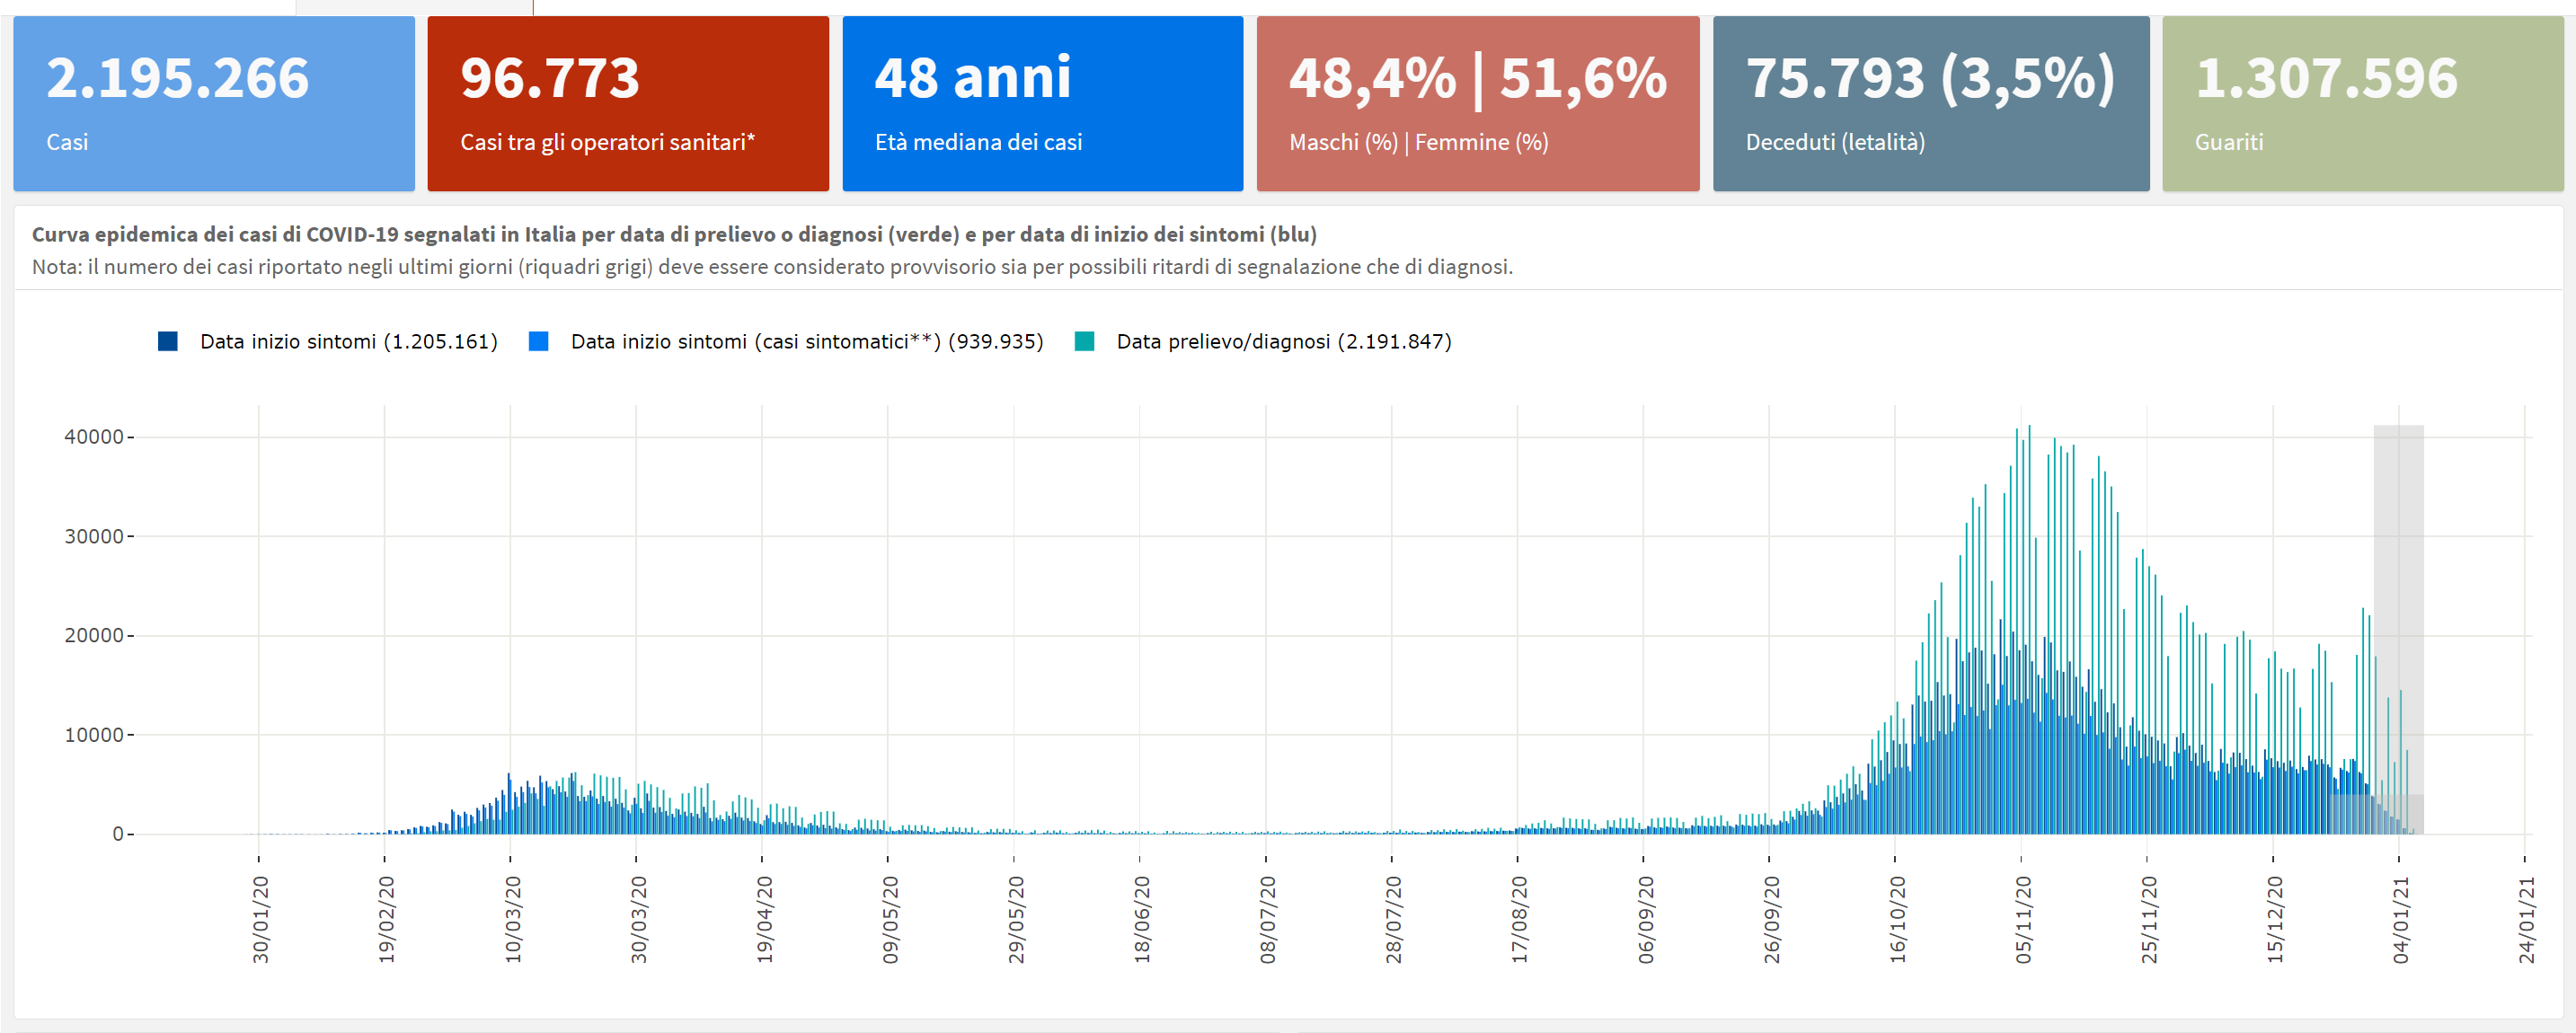 2.195.266
Casi
96.773
Casi tra gli operatori sanitari*
48 anni
Età mediana dei casi
48,4% | 51,6%
Maschi (%) | Femmine (%)
75.793 (3,5%)
Deceduti (letalità)
1.307.596
Guariti
Curva epidemica dei casi di COVID-19 segnalati in Italia per data di prelievo o diagnosi (verde) e per data di inizio dei sintomi (blu)
Nota: il numero dei casi riportato negli ultimi giorni (riquadri grigi) deve essere considerato provvisorio sia per possibili ritardi di segnalazione che di diagnosi.
Data inizio sintomi (1.205.161)
Data inizio sintomi (casi sintomatici**) (939.935)
Data prelievo/diagnosi (2.191.847)
40000
30000
20000
10000
0
30/01/20
19/02/20
10/03/20
30/03/20
19/04/20
09/05/20
29/05/20
18/06/20
08/07/20
28/07/20
17/08/20
06/09/20
26/09/20
16/10/20
05/11/20
25/11/20
15/12/20
04/01/21
24/01/21